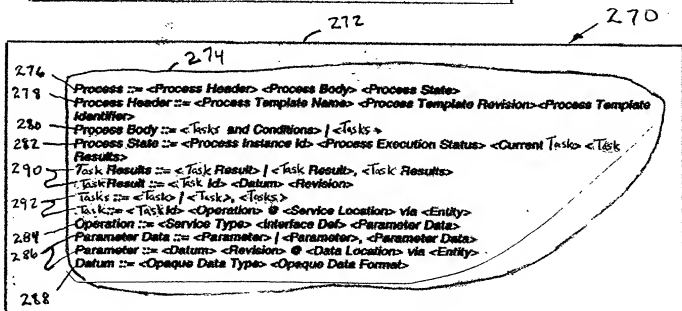 272
270
274
276
Process ::= <Process Header> <Process Body> <Process State>
278
Process Header ::= <Process Template Name> <Process Template Revision><Process Template
Identifier>
280
Process Body ::= <Tasks and Conditions> | <Tasks>
282
Process State ::= <Process Instance Id> <Process Execution Status> <Current Task> <Task
Results>
290
Task Results ::= <Task Result> | <Task Result>, <Task Results>
Task Result ::= <Task Id> <Datum> <Revision>
292
Tasks ::= <Task> | <Task>, <Tasks>
Task ::= <Task Id> <Operation> @ <Service Location> via <Entity>
284
Operation ::= <Service Type> <Interface Def> <Parameter Data>
Parameter Data ::= <Parameter> | <Parameter>, <Parameter Data>
286
Parameter ::= <Datum> <Revision> @ <Data Location> via <Entity>
Datum ::= <Opaque Data Type> <Opaque Data Format>
288